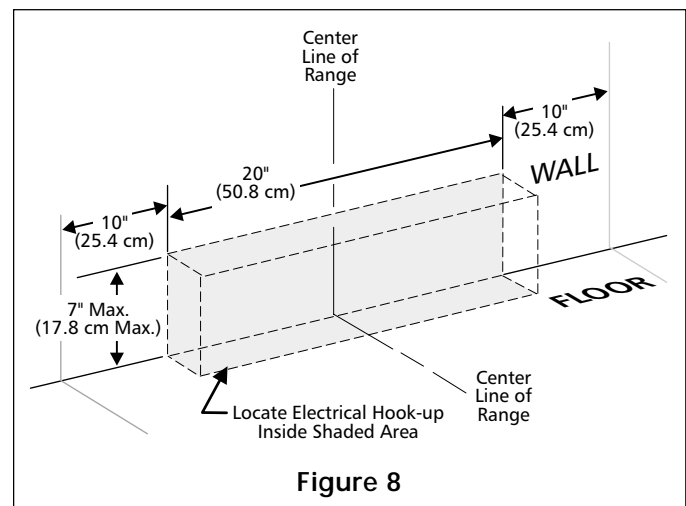 Center
Line of
Range
10"
(25.4 cm)
20"
(50.8 cm)
WALL
10"
(25.4 cm)
7" Max.
(17.8 cm Max.)
FLOOR
Center
Line of
Range
Locate Electrical Hook-up
Inside Shaded Area
Figure 8